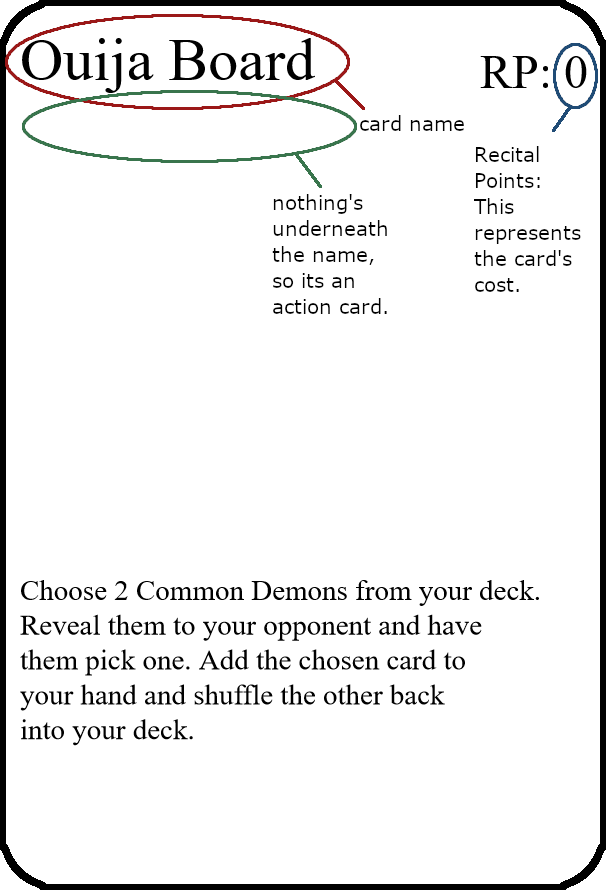 Ouija Board
RP: 0
card name
Recital
Points:
This
represents
the card's
cost.
nothing's
underneath
the name,
so its an
action card.
Choose 2 Common Demons from your deck.
Reveal them to your opponent and have
them pick one. Add the chosen card to
your hand and shuffle the other back
into your deck.